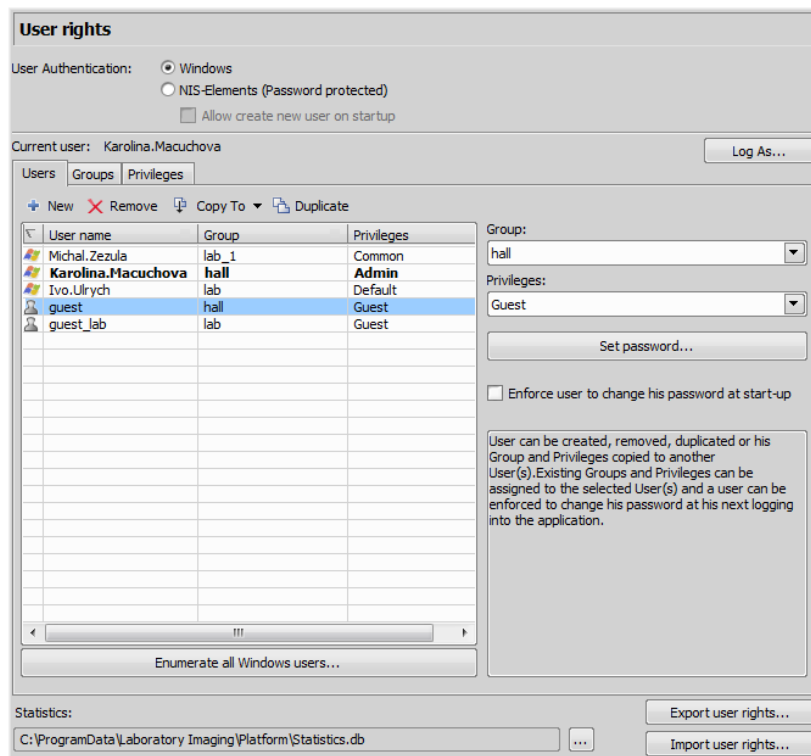 User rights
User Authentication: Windows
NIS-Elements (Password protected)
Allow create new user on startup
Current user: Karolina.Macuchova
Log As...
Users Groups Privileges
New Remove Copy To Duplicate
User name Group Privileges
Michal.Zezula lab_1 Common
Karolina.Macuchova hall Admin
Ivo.Ulrych lab Default
guest hall Guest
guest_lab lab Guest
Enumerate all Windows users...
Group:
hall
Privileges:
Guest
Set password...
Enforce user to change his password at start-up
User can be created, removed, duplicated or his
Group and Privileges copied to another
User(s).Existing Groups and Privileges can be
assigned to the selected User(s) and a user can be
enforced to change his password at his next logging
into the application.
Statistics:
C:\ProgramData\Laboratory Imaging\Platform\Statistics.db
...
Export user rights...
Import user rights...